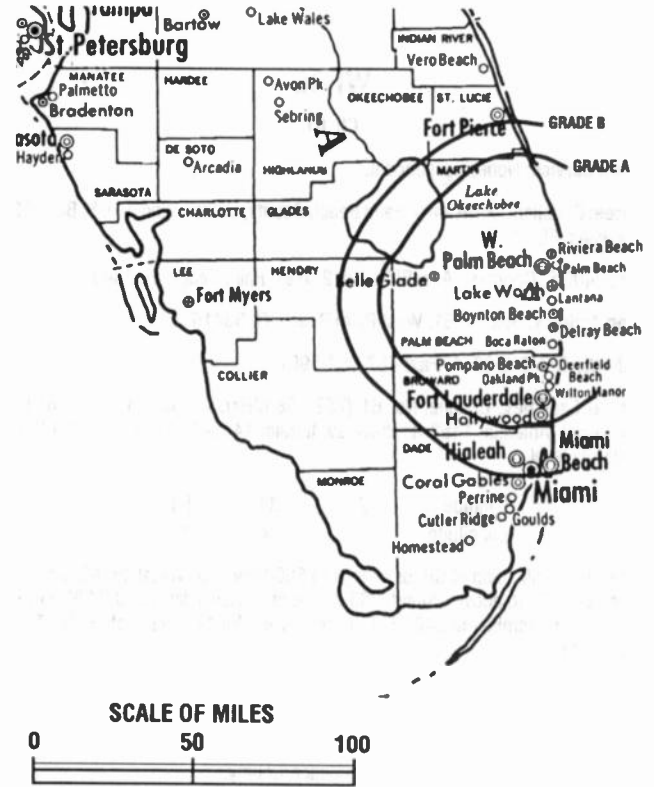 Tampa
Bartow
Lake Wales
St. Petersburg
INDIAN RIVER
Vero Beach
MANATEE
HARDEE
Avon Pk.
Palmetto
Bradenton
Sebring
OKEECHOBEE
ST. LUCIE
Fort Pierce
GRADE B
asota
Hayden
DE SOTO
Arcadia
A
HIGHLANDS
MARTIN
GRADE A
SARASOTA
CHARLOTTE
GLADES
Lake
Okeechobee
W.
Palm Beach
Riviera Beach
Palm Beach
LEE
HENDRY
Belle Glade
Lake Worth
Lantana
Fort Myers
Boynton Beach
Delray Beach
PALM BEACH
Boca Raton
COLLIER
Pompano Beach
Deerfield
Beach
BROWARD
Oakland Pk.
Wilton Manor
Fort Lauderdale
Hollywood
DADE
Hialeah
Miami
Beach
MONROE
Coral Gables
Miami
Perrine
Cutler Ridge
Goulds
Homestead
SCALE OF MILES
0 50 100